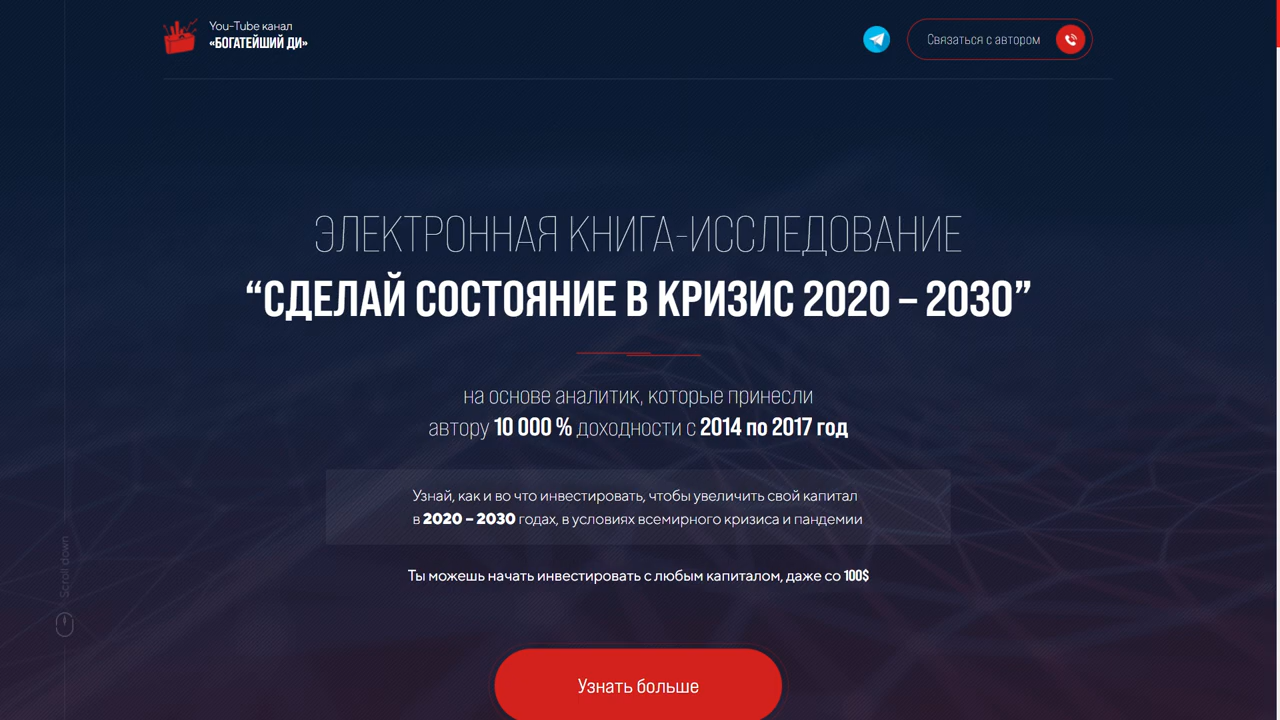 You-Tube канал
«БОГАТЕЙШИЙ ДИ»
Связаться с автором
ЭЛЕКТРОННАЯ КНИГА-ИССЛЕДОВАНИЕ
“СДЕЛАЙ СОСТОЯНИЕ В КРИЗИС 2020 – 2030”
на основе аналитик, которые принесли
автору 10 000 % доходности с 2014 по 2017 год
Узнай, как и во что инвестировать, чтобы увеличить свой капитал
в 2020 – 2030 годах, в условиях всемирного кризиса и пандемии
Ты можешь начать инвестировать с любым капиталом, даже со 100$
Scroll down
Узнать больше